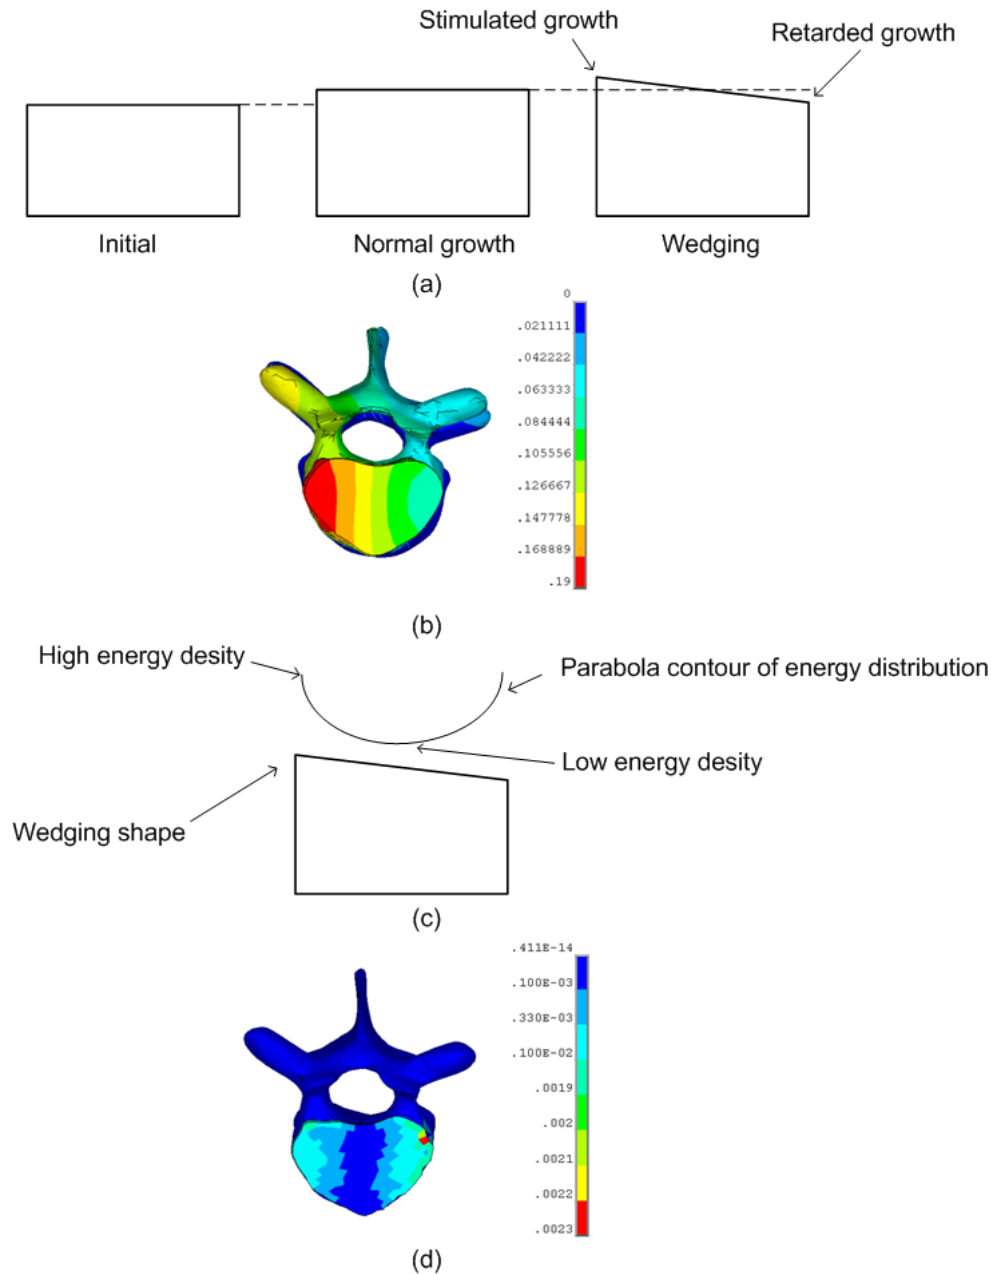 Stimulated growth
Retarded growth
Initial
Normal growth
Wedging
(a)
0
.021111
.042222
.063333
.084444
.105556
.126667
.147778
.168889
.19
(b)
High energy desity
Parabola contour of energy distribution
Low energy desity
Wedging shape
(c)
.411E-14
.100E-03
.330E-03
.100E-02
.0019
.002
.0021
.0022
.0023
(d)